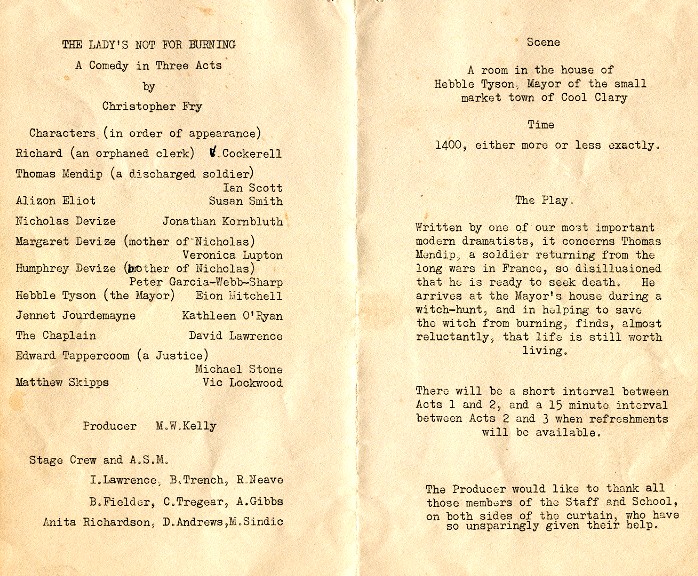 THE LADY'S NOT FOR BURNING
A Comedy in Three Acts
by
Christopher Fry
Characters (in order of appearance)
Richard (an orphaned clerk) V.Cockerell
Thomas Mendip (a discharged soldier)
Ian Scott
Alizon Eliot Susan Smith
Nicholas Devize Jonathan Kornbluth
Margaret Devize (mother of Nicholas)
Veronica Lupton
Humphrey Devize (brother of Nicholas)
Peter Garcia-Webb-Sharp
Hebble Tyson (the Mayor) Eion Mitchell
Jennet Jourdemayne Kathleen O'Ryan
The Chaplain David Lawrence
Edward Tappercoom (a Justice)
Michael Stone
Matthew Skipps Vic Lockwood
Producer M.W.Kelly
Stage Crew and A.S.M.
I.Lawrence, B.Trench, R.Neave
B.Fielder, C.Tregear, A.Gibbs
Anita Richardson, D.Andrews,M.Sindic
Scene
A room in the house of
Hebble Tyson, Mayor of the small
market town of Cool Clary
Time
1400, either more or less exactly.
The Play.
Written by one of our most important
modern dramatists, it concerns Thomas
Mendip, a soldier returning from the
long wars in France, so disillusioned
that he is ready to seek death. He
arrives at the Mayor's house during a
witch-hunt, and in helping to save
the witch from burning, finds, almost
reluctantly, that life is still worth
living.
There will be a short interval between
Acts 1 and 2, and a 15 minute interval
between Acts 2 and 3 when refreshments
will be available.
The Producer would like to thank all
those members of the Staff and School,
on both sides of the curtain, who have
so unsparingly given their help.